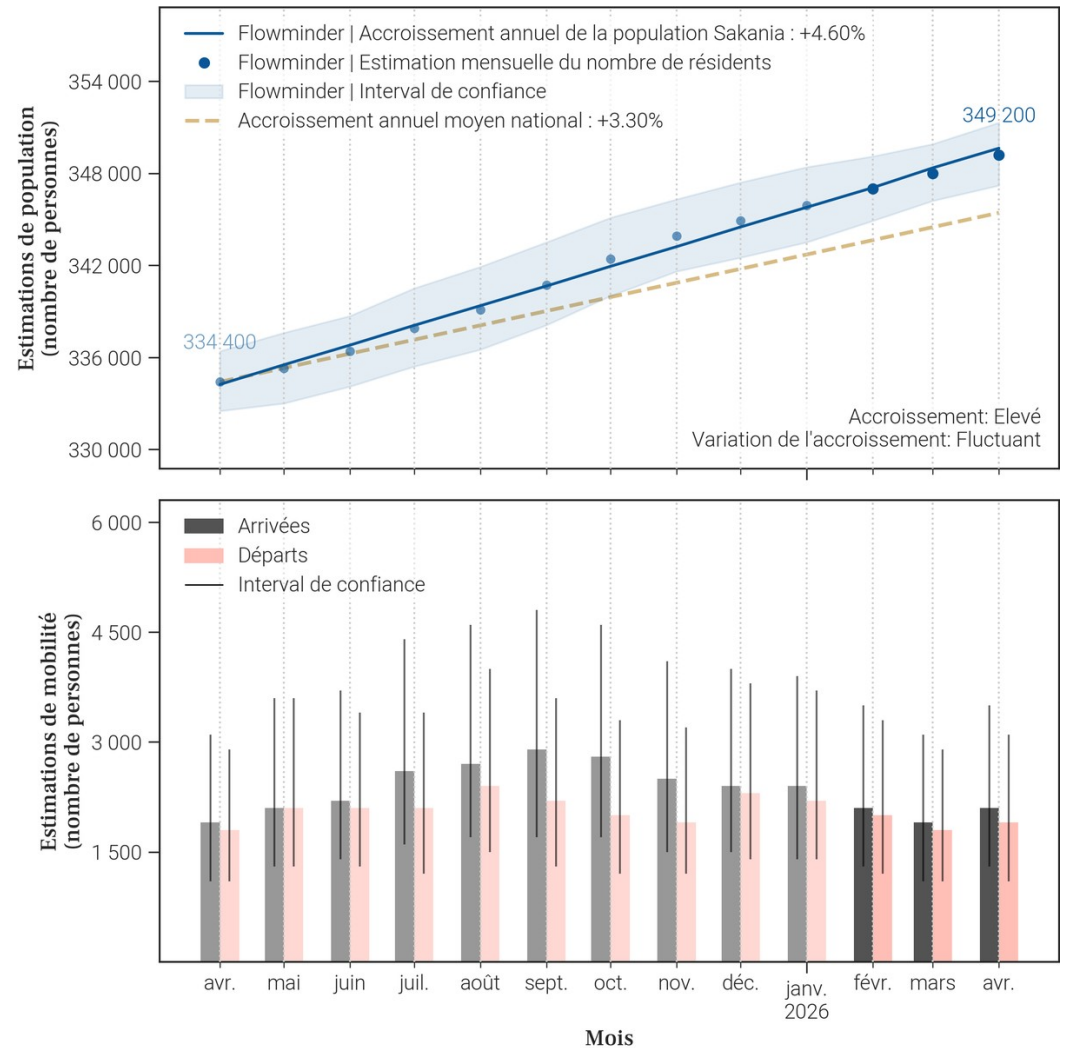 Flowminder | Accroissement annuel de la population Sakania : +4.60%
Flowminder | Estimation mensuelle du nombre de résidents
Flowminder | Interval de confiance
Accroissement annuel moyen national : +3.30%
Estimations de population
(nombre de personnes)
354 000
348 000
342 000
336 000
330 000
334 400
349 200
Accroissement: Elevé
Variation de l'accroissement: Fluctuant
Arrivées
Départs
Interval de confiance
Estimations de mobilité
(nombre de personnes)
6 000
4 500
3 000
1 500
avr. mai juin juil. août sept. oct. nov. déc. janv. févr. mars avr.
2026
Mois